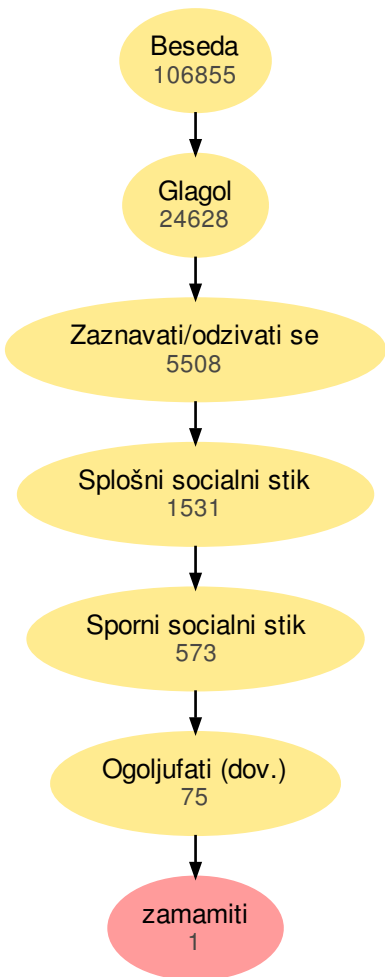 Beseda
106855
Glagol
24628
Zaznavati/odzivati se
5508
Splošni socialni stik
1531
Sporni socialni stik
573
Ogoljufati (dov.)
75
zamamiti
1